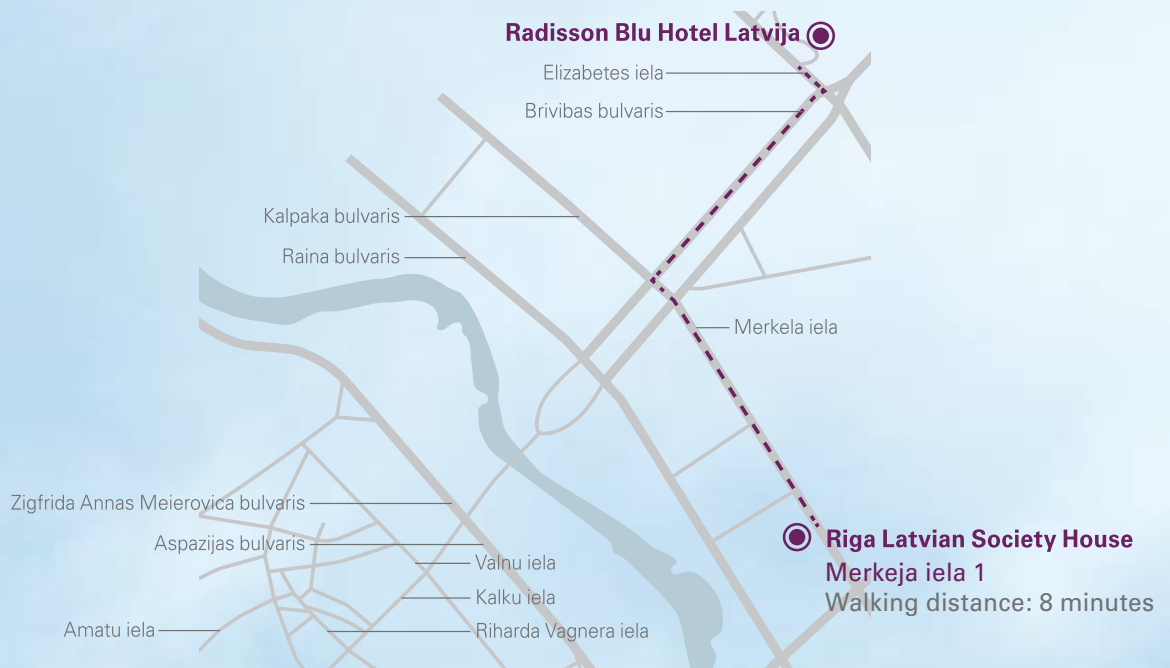 Radisson Blu Hotel Latvija
Elizabetes iela
Brivibas bulvaris
Kalpaka bulvaris
Raina bulvaris
Merkela iela
Zigfrida Annas Meierovica bulvaris
Aspazijas bulvaris
Valnu iela
Kalku iela
Amatu iela
Riharda Vagnera iela
Riga Latvian Society House
Merkeja iela 1
Walking distance: 8 minutes